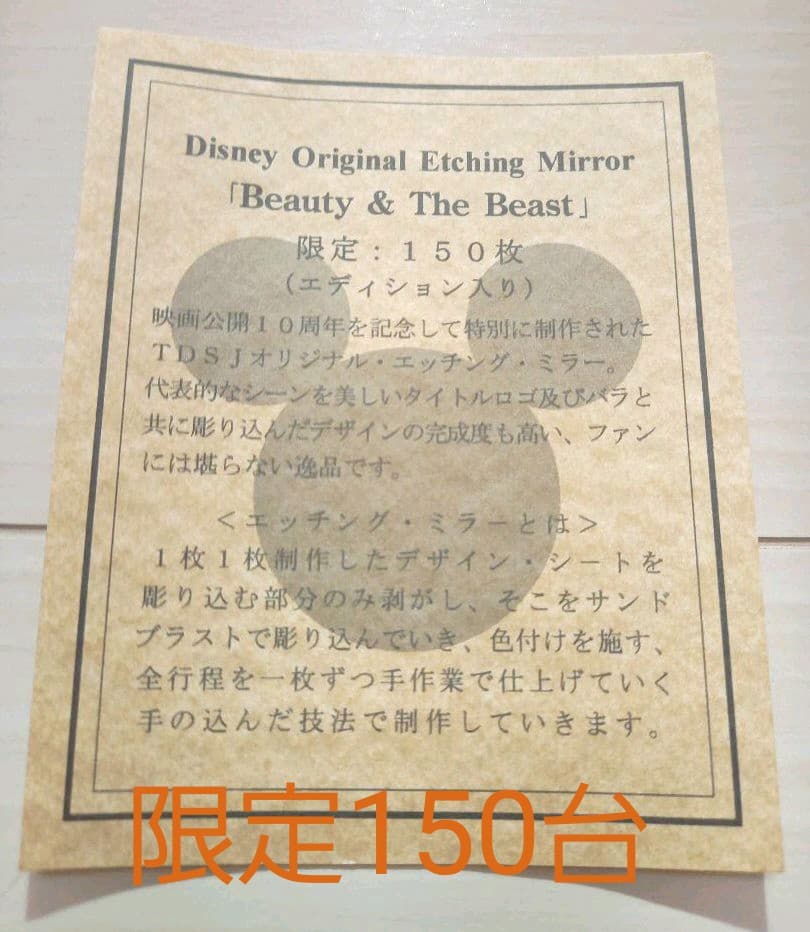 Disney Original Etching Mirror
「Beauty & The Beast」
限定：１５０枚
（エディション入り）
映画公開１０周年を記念して特別に制作された
ＴＤＳＪオリジナル・エッチング・ミラー。
代表的なシーンを美しいタイトルロゴ及びバラと
共に彫り込んだデザインの完成度も高い、ファン
には堪らない逸品です。
＜エッチング・ミラーとは＞
１枚１枚制作したデザイン・シートを
彫り込む部分のみ剥がし、そこをサンド
ブラストで彫り込んでいき、色付けを施す、
全行程を一枚ずつ手作業で仕上げていく
手の込んだ技法で制作していきます。
限定150台